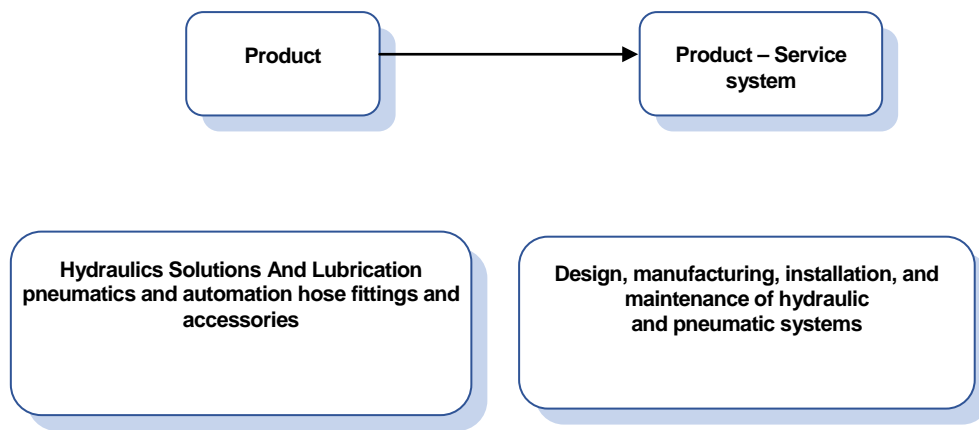 Product
Product – Service
system
Hydraulics Solutions And Lubrication
pneumatics and automation hose fittings and
accessories
Design, manufacturing, installation, and
maintenance of hydraulic
and pneumatic systems